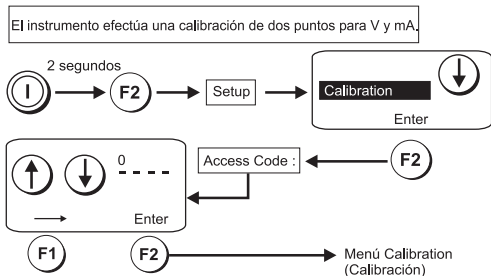 El instrumento efectúa una calibración de dos puntos para V y mA.
2 segundos
I
F2
Setup
Calibration
Enter
F2
Access Code :
0
- - - -
Enter
F1
F2
Menú Calibration
(Calibración)